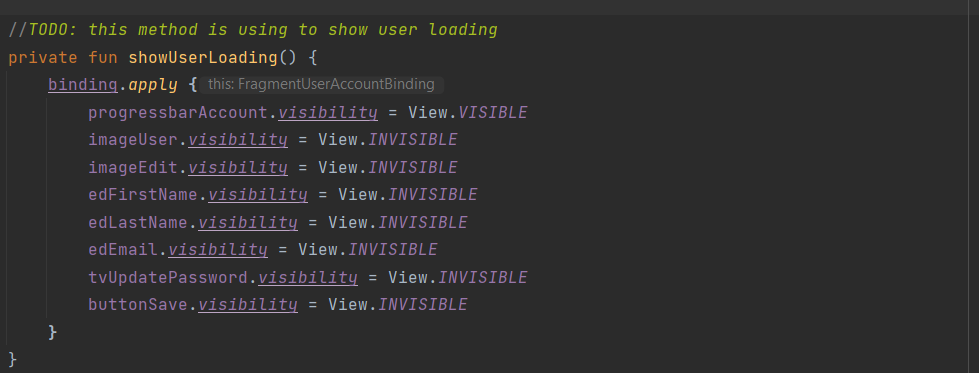 //TODO: this method is using to show user loading
private fun showUserLoading() {
binding.apply { this: FragmentUserAccountBinding
progressbarAccount.visibility = View.VISIBLE
imageUser.visibility = View.INVISIBLE
imageEdit.visibility = View.INVISIBLE
edFirstName.visibility = View.INVISIBLE
edLastName.visibility = View.INVISIBLE
edEmail.visibility = View.INVISIBLE
tvUpdatePassword.visibility = View.INVISIBLE
buttonSave.visibility = View.INVISIBLE
}
}